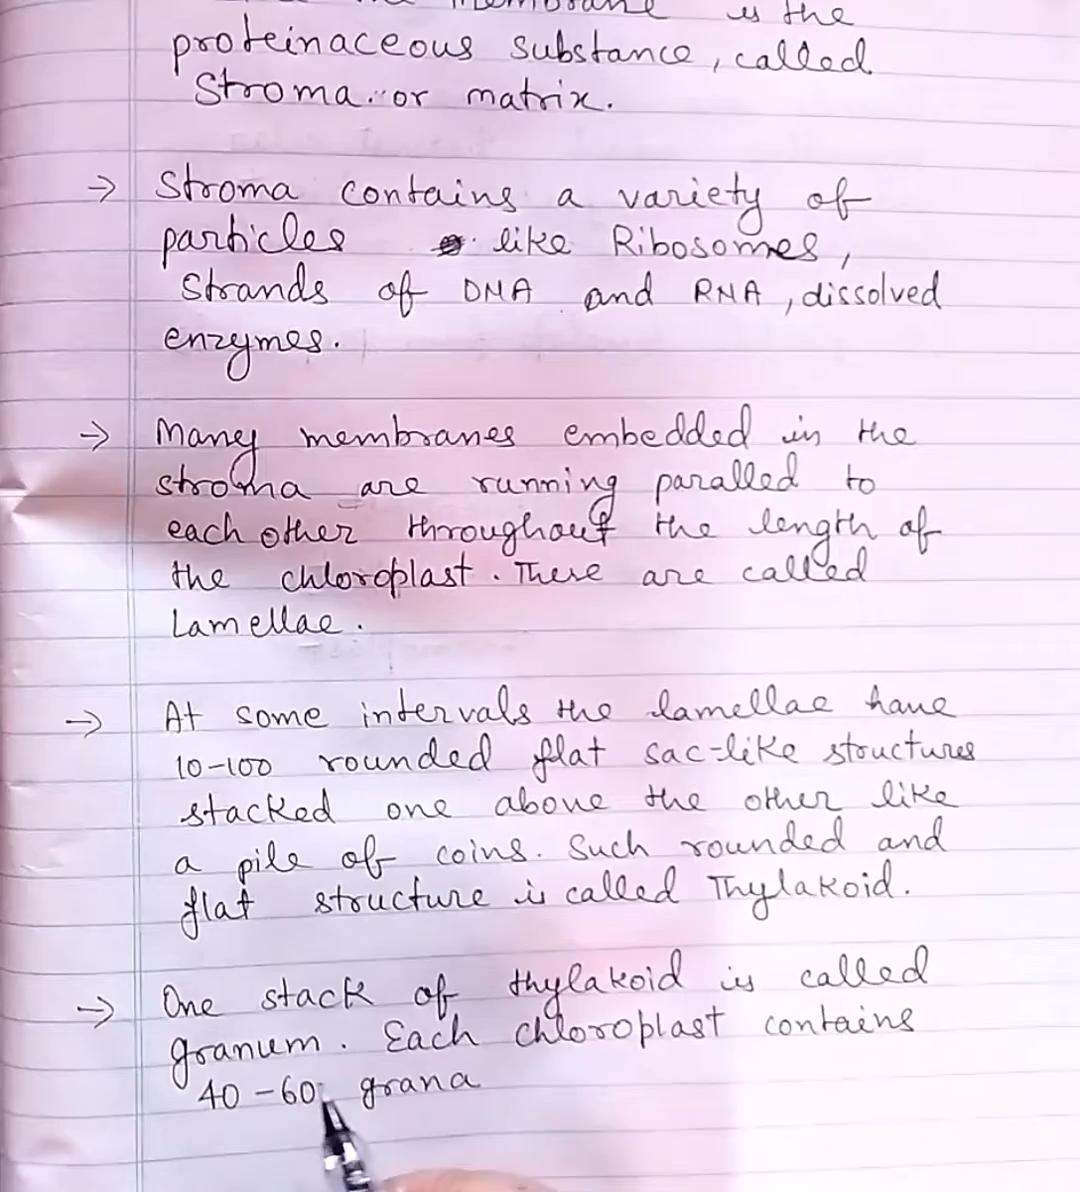 membrane is the
proteinaceous substance, called
Stroma or matrix.
→ Stroma contains a variety of
particles like Ribosomes,
Strands of DNA and RNA, dissolved
enzymes.
→ Many membranes embedded in the
stroma are running paralled to
each other throughout the length of
the chloroplast. These are called
Lamellae.
→ At some intervals the lamellae have
10-100 rounded flat sac-like structures
stacked one above the other like
a pile of coins. Such rounded and
flat structure is called Thylakoid.
→ One stack of thylakoid is called
granum. Each chloroplast contains
40-60 grana